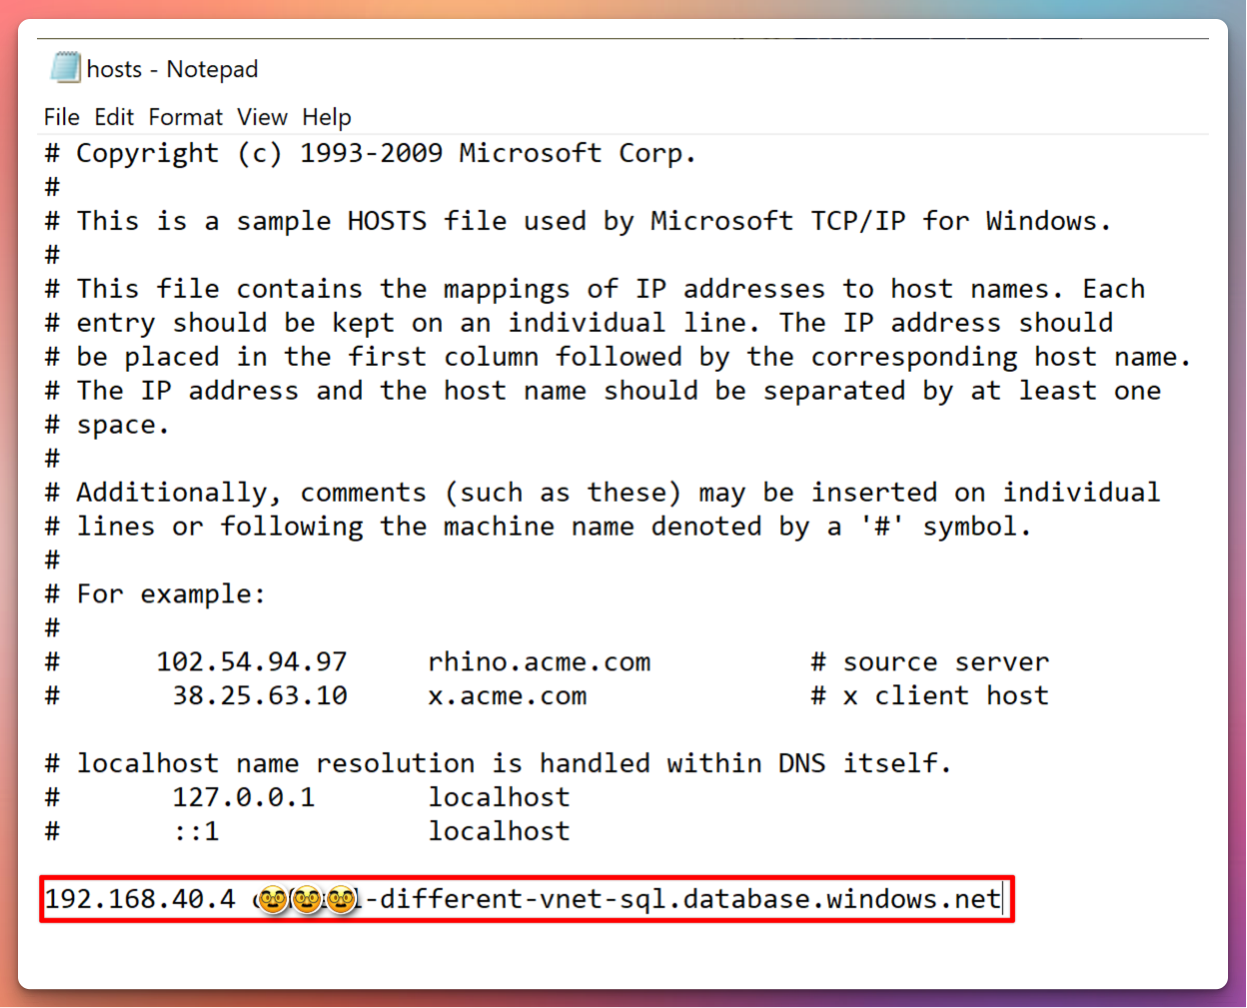 hosts - Notepad
File Edit Format View Help
# Copyright (c) 1993-2009 Microsoft Corp.
#
# This is a sample HOSTS file used by Microsoft TCP/IP for Windows.
#
# This file contains the mappings of IP addresses to host names. Each
# entry should be kept on an individual line. The IP address should
# be placed in the first column followed by the corresponding host name.
# The IP address and the host name should be separated by at least one
# space.
#
# Additionally, comments (such as these) may be inserted on individual
# lines or following the machine name denoted by a '#' symbol.
#
# For example:
#
#      102.54.94.97     rhino.acme.com          # source server
#       38.25.63.10     x.acme.com              # x client host

# localhost name resolution is handled within DNS itself.
#       127.0.0.1       localhost
#       ::1             localhost

192.168.40.4 -different-vnet-sql.database.windows.net